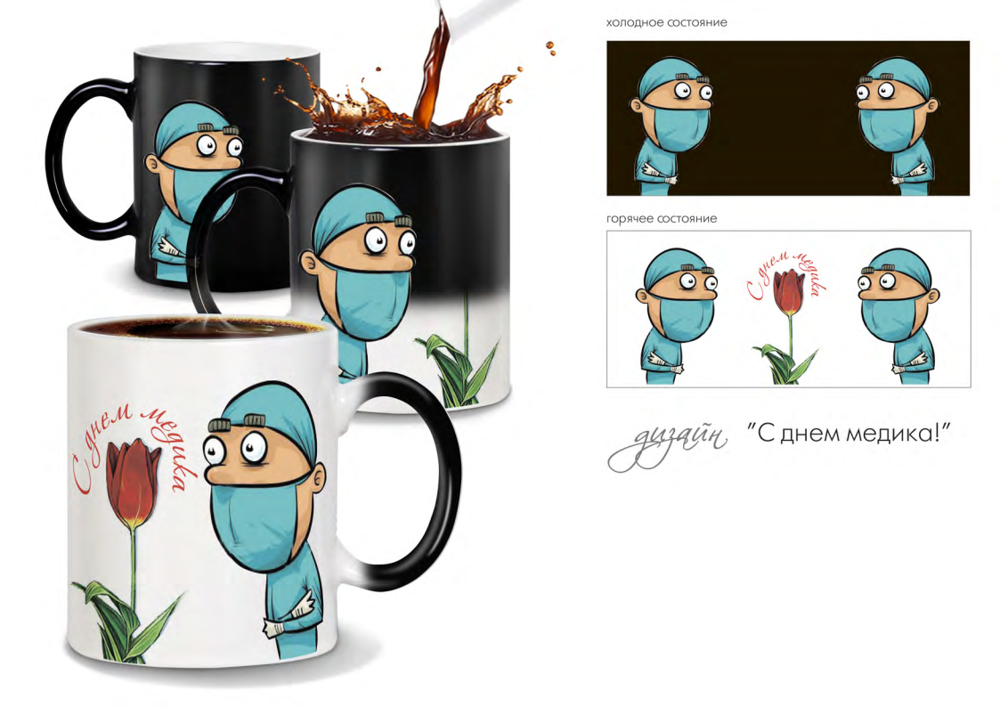 холодное состояние
горячее состояние
С днем медика
С днем медика
дизайн "С днем медика!"